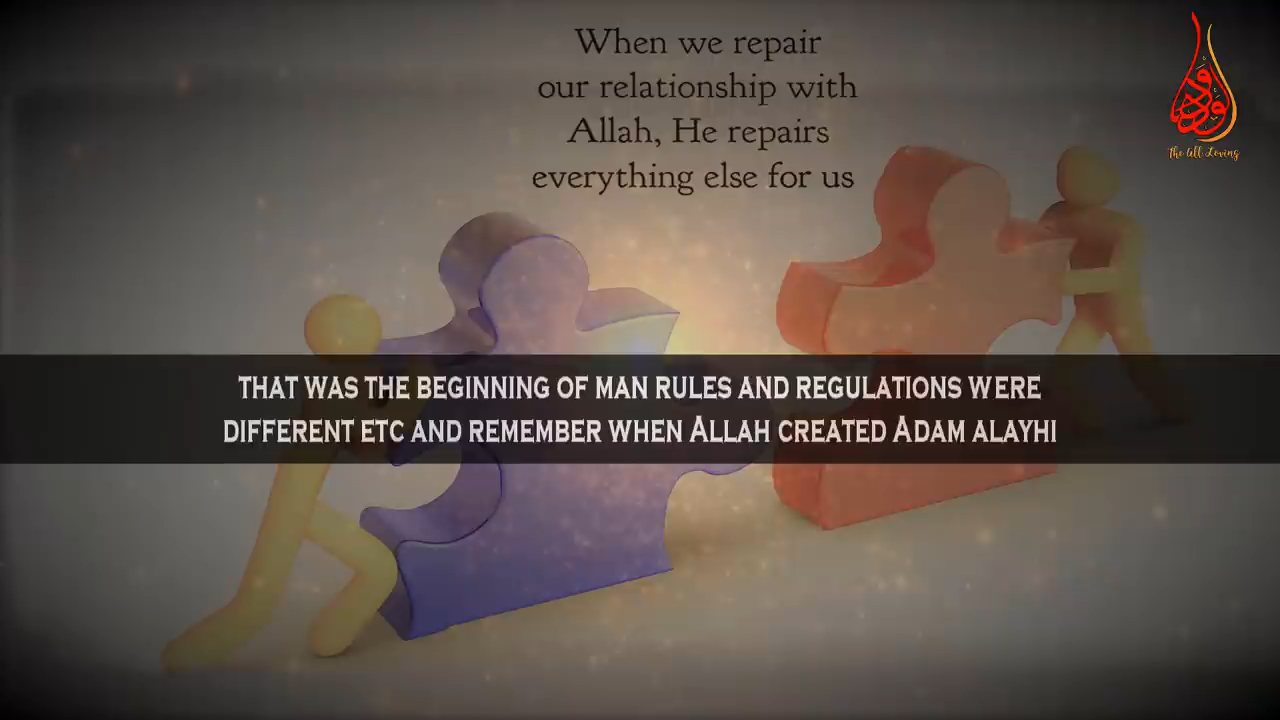 When we repair
our relationship with
Allah, He repairs
everything else for us
الودود
The All Loving
THAT WAS THE BEGINNING OF MAN RULES AND REGULATIONS WERE
DIFFERENT ETC AND REMEMBER WHEN ALLAH CREATED ADAM ALAYHI